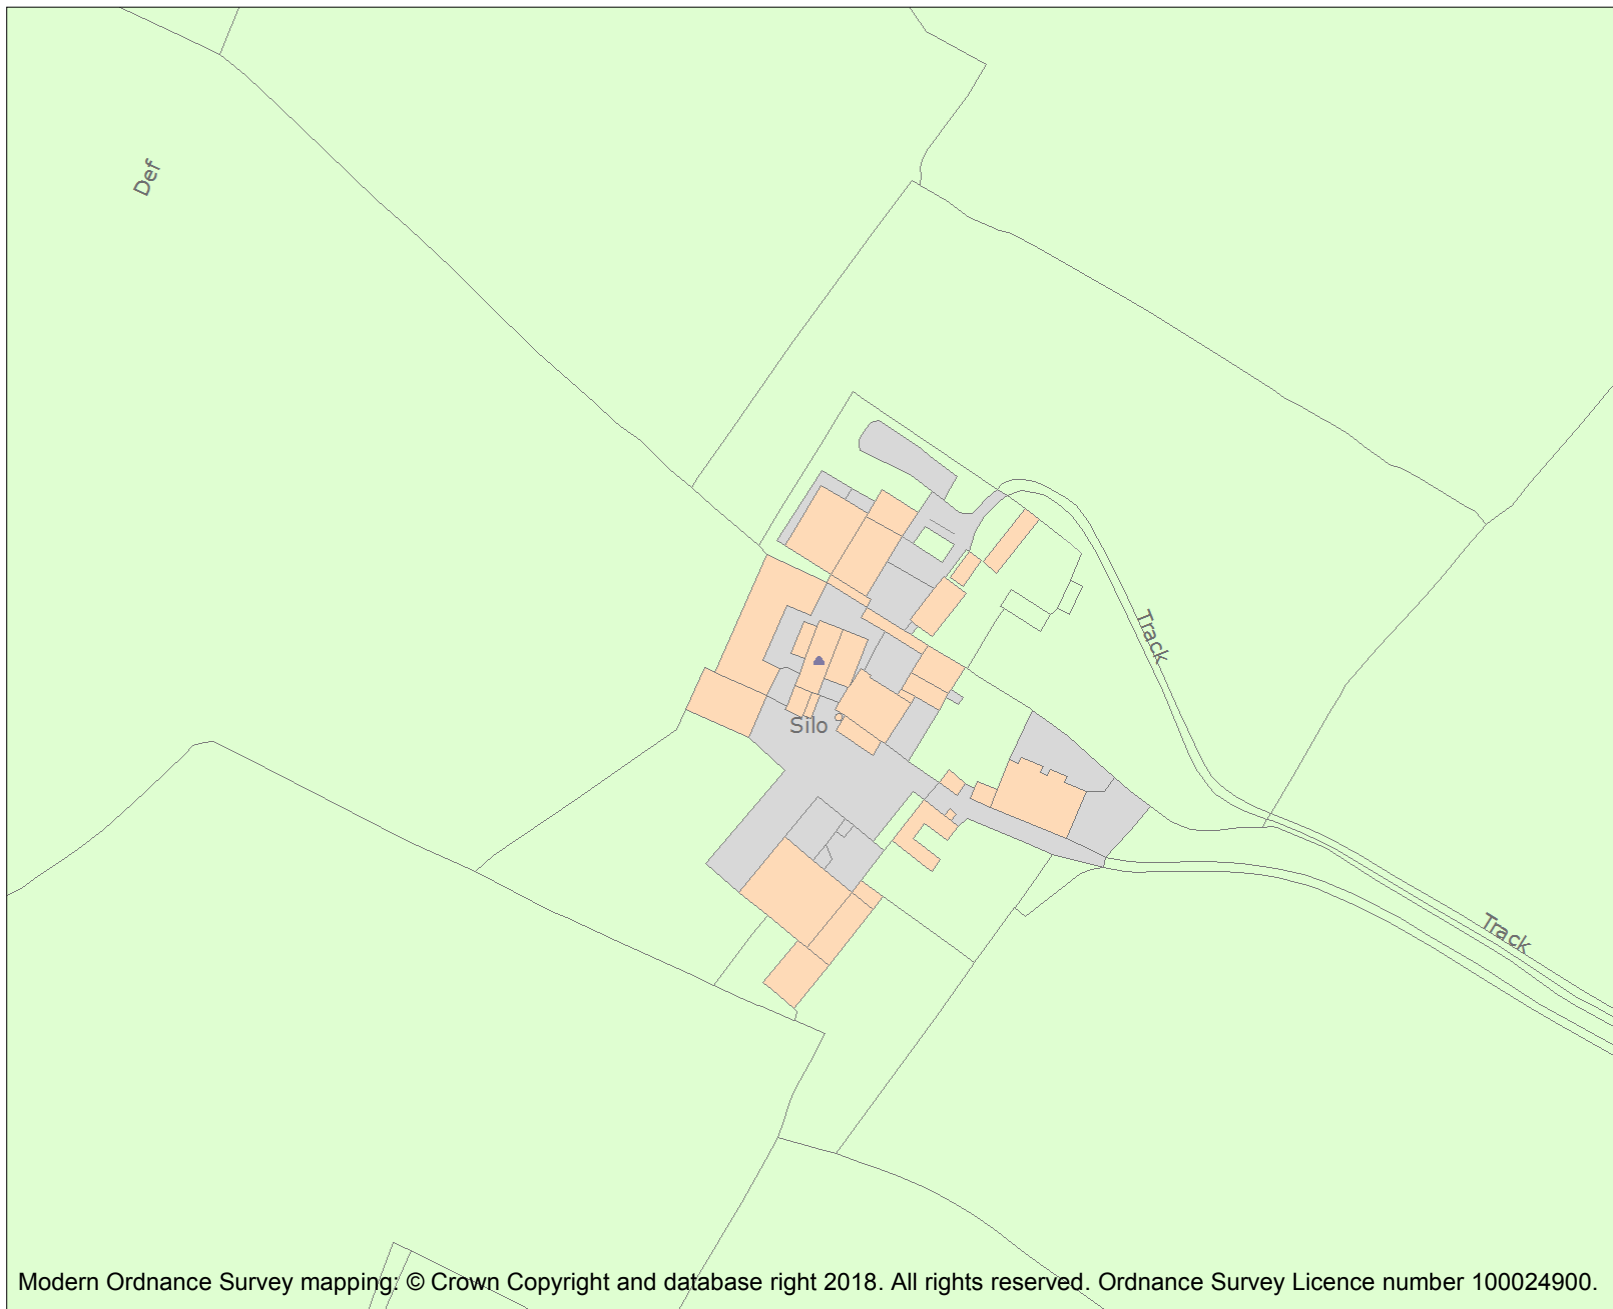 Def
Track
Silo
Track
Modern Ordnance Survey mapping: © Crown Copyright and database right 2018. All rights reserved. Ordnance Survey Licence number 100024900.